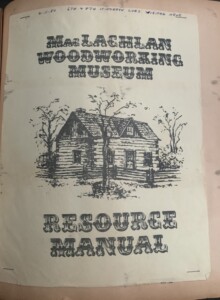 MacLACHLAN
WOODWORKING
MUSEUM
RESOURCE
MANUAL